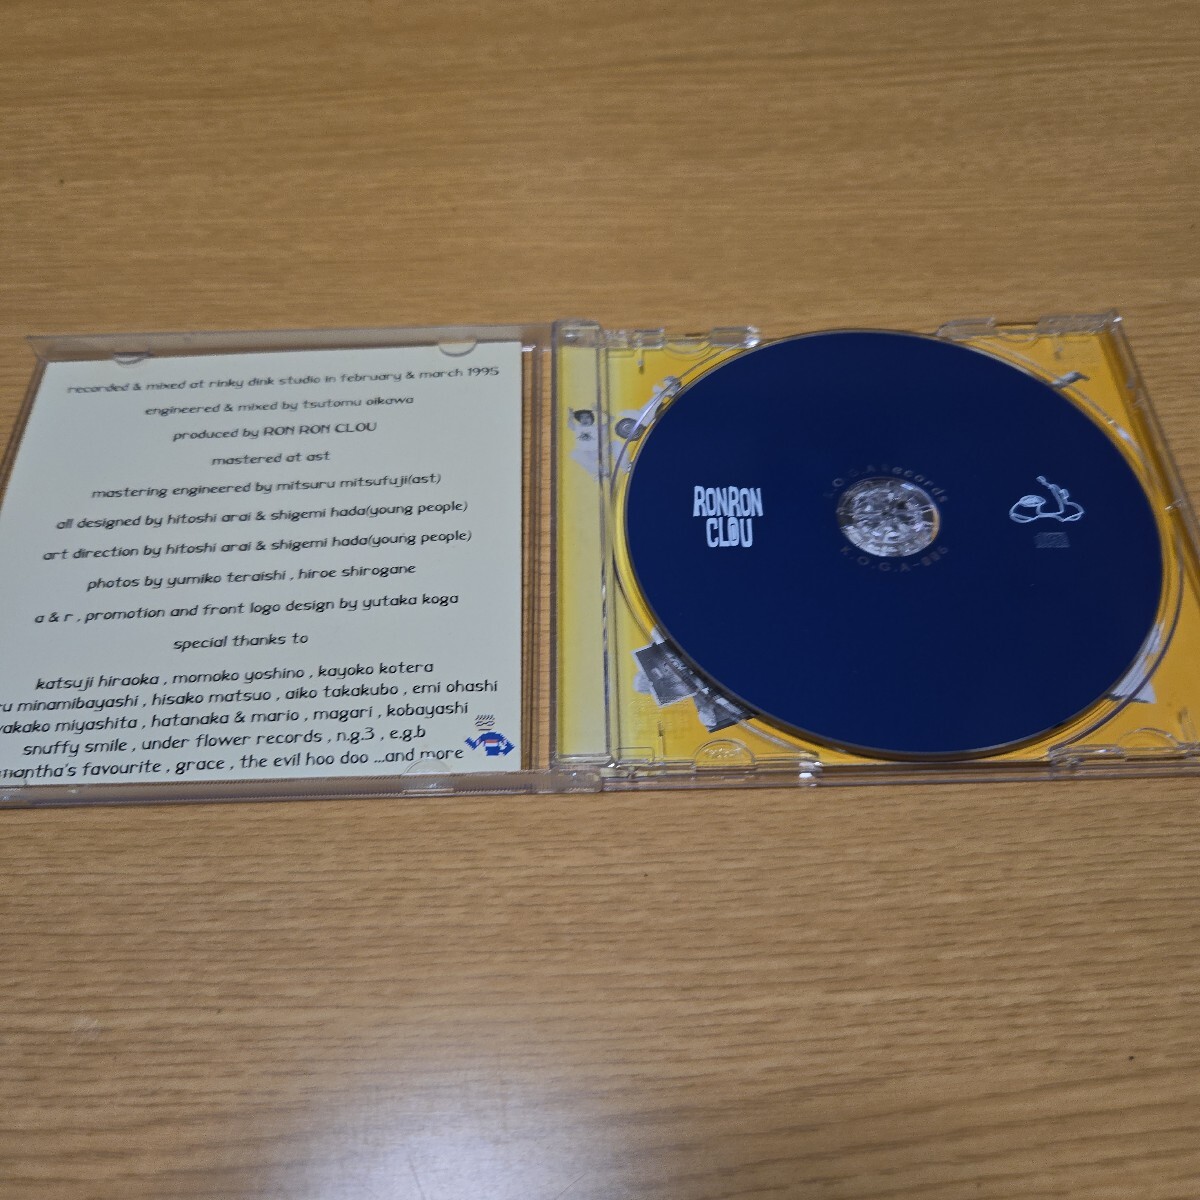 recorded & mixed at rinky dink studio in february & march 1995
engineered & mixed by tsutomu oikawa
produced by RON RON CLOU
mastered at ast
mastering engineered by mitsuru mitsufuji(ast)
all designed by hitoshi arai & shigemi hada(young people)
art direction by hitoshi arai & shigemi hada(young people)
photos by yumiko teraishi , hiroe shirogane
a & r , promotion and front logo design by yutaka koga
special thanks to
katsuji hiraoka , momoko yoshino , kayoko kotera
minamibayashi , hisako matsuo , aiko takakubo , emi ohashi
miyashita , hatanaka & mario , magari , kobayashi
snuffy smile , under flower records , n.g.3 , e.g.b
favourite , grace , the evil hoo doo ...and more
RONRON
CLOU
K.O.G.A records